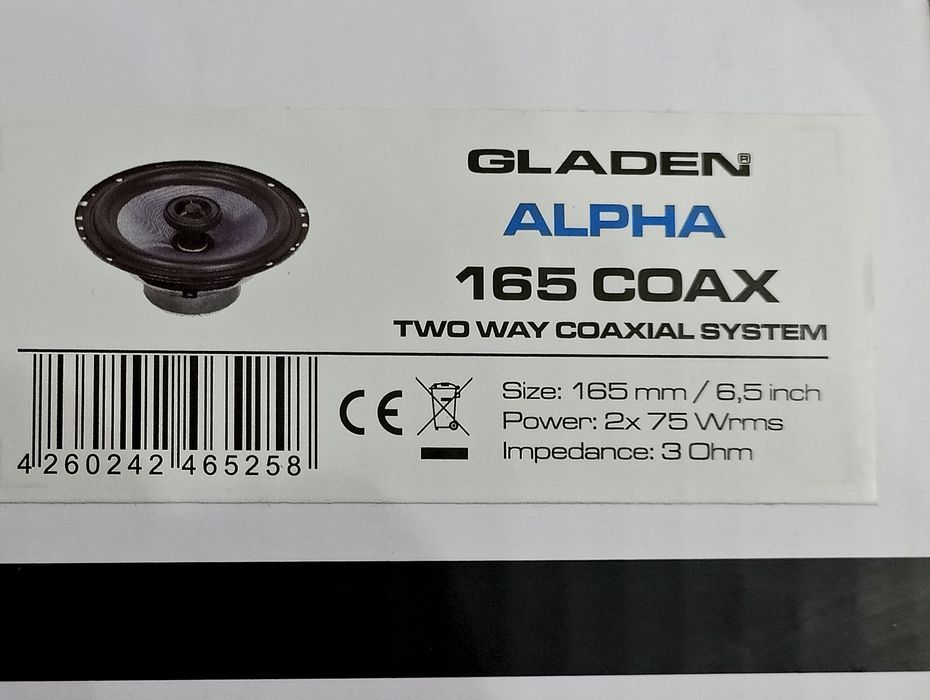 GLADEN®
ALPHA
165 COAX
TWO WAY COAXIAL SYSTEM
4 260242 465258
CE
Size: 165 mm / 6,5 inch
Power: 2x 75 Wrms
Impedance: 3 Ohm